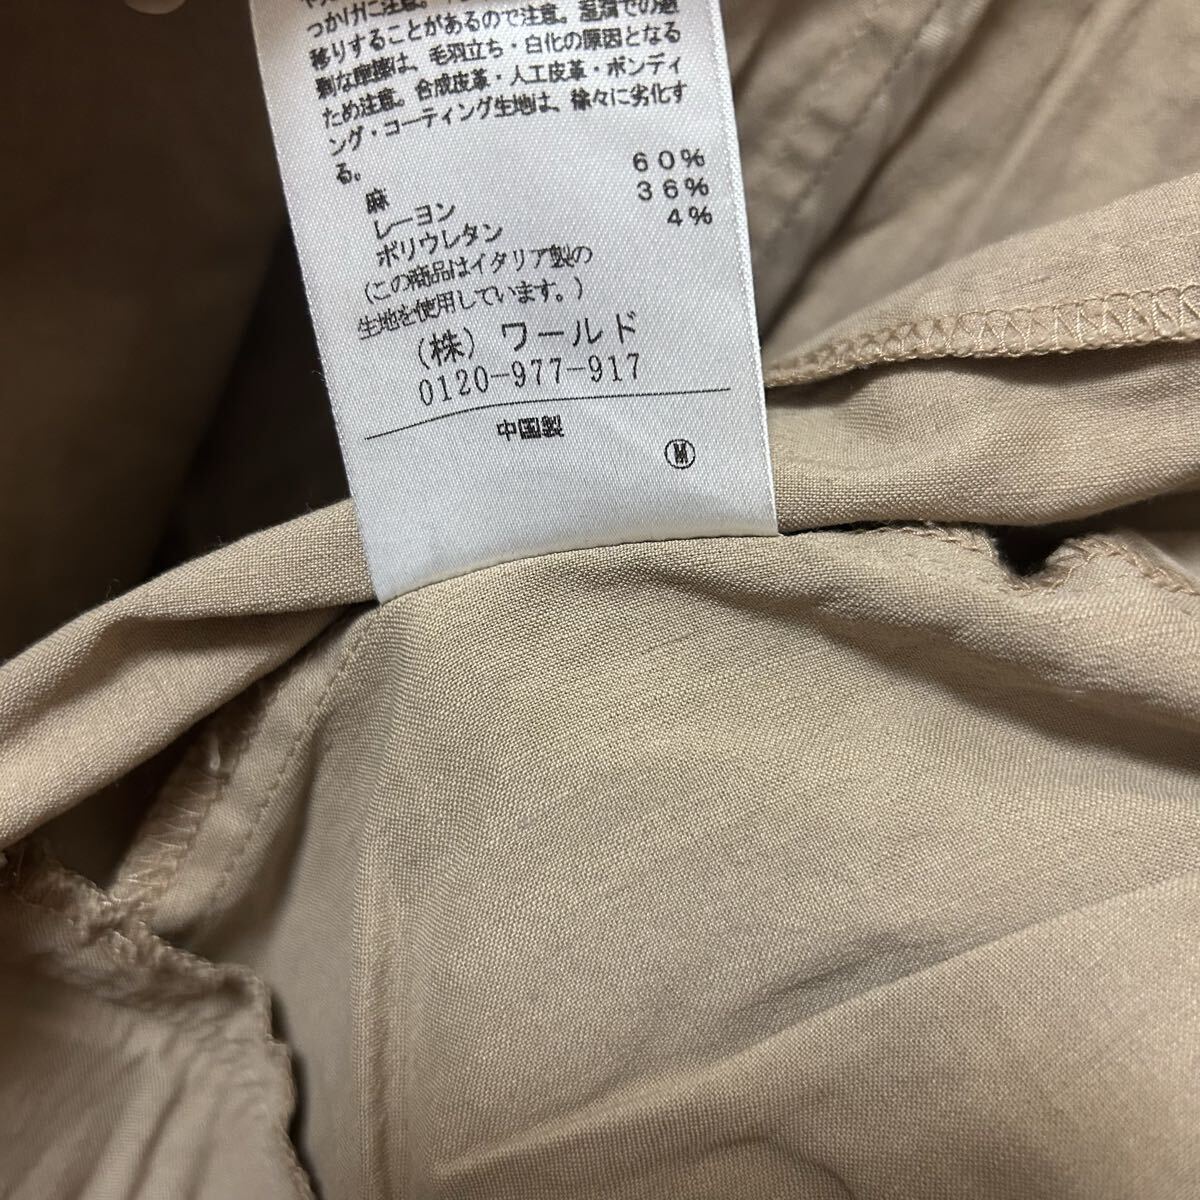 つかけに注意。
移りすることがあるので注意。着用での過
剰な摩擦は、毛羽立ち・白化の原因となる
ため注意。合成皮革・人工皮革・ボンディ
ング・コーティング生地は、徐々に劣化す
る。
麻 60%
レーヨン 36%
ポリウレタン 4%
(この商品はイタリア製の
生地を使用しています。)
(株) ワールド
0120-977-917
中国製
M